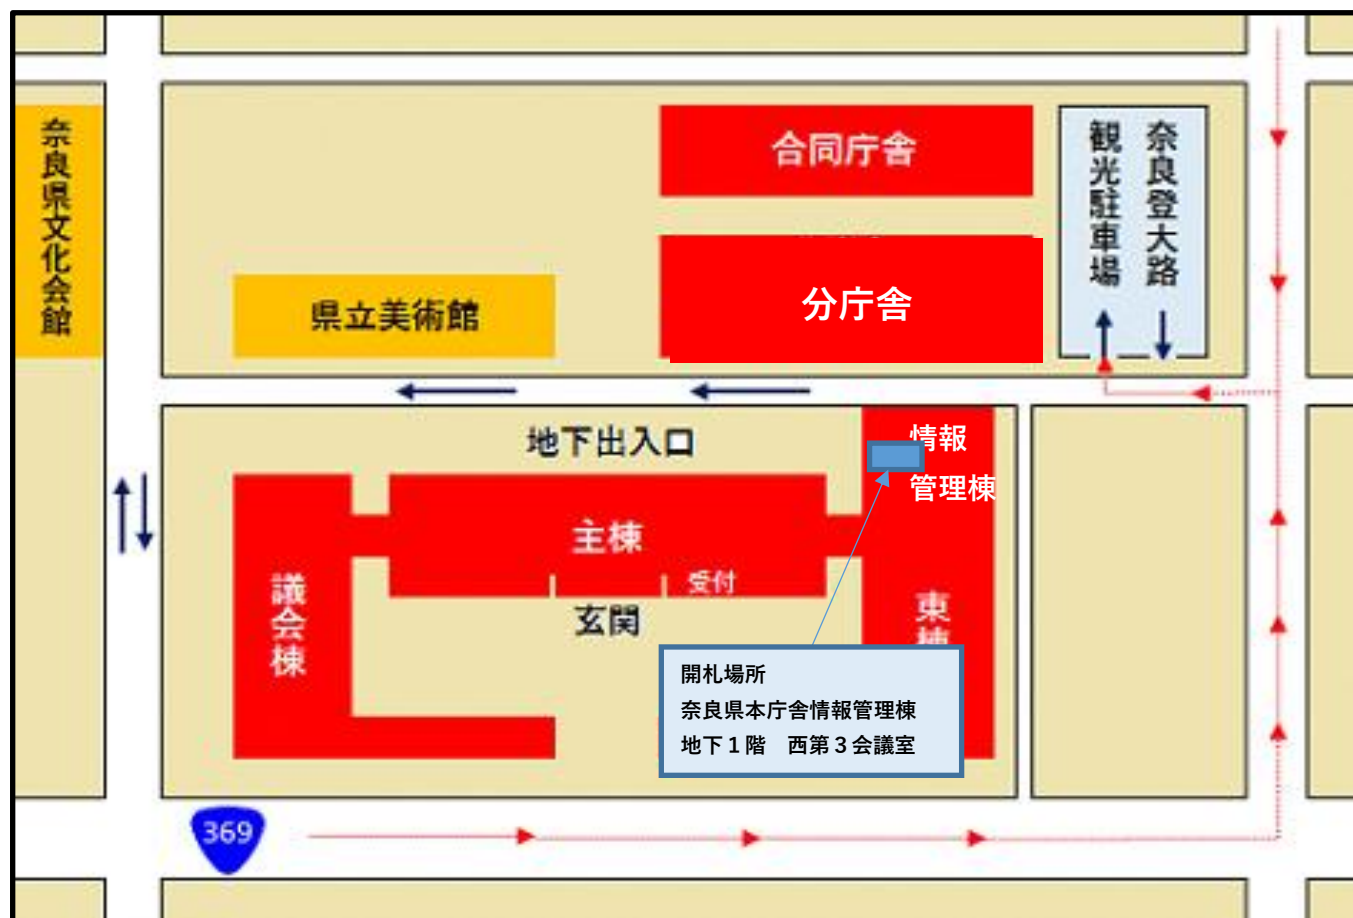 奈良県文化会館
合同庁舎
奈良登大路
観光駐車場
分庁舎
県立美術館
地下出入口
情報
管理棟
主棟
受付
玄関
議会棟
東棟
開札場所
奈良県本庁舎情報管理棟
地下1階　西第3会議室
369